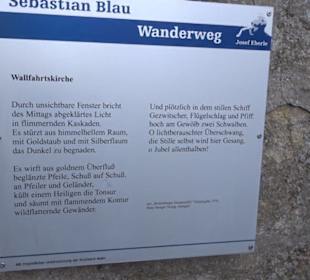 Sebastian Blau
Wanderweg
Josef Eberle
Wallfahrtskirche
Durch unsichtbare Fenster bricht
des Mittags abgeklärtes Licht
in flimmernden Kaskaden.
Es stürzt aus himmelhellem Raum,
mit Goldstaub und mit Silberflaum
das Dunkel zu begnaden.
Es wirft aus goldnem Überfluß
beglänzte Pfeile, Schuß auf Schuß,
an Pfeiler und Geländer,
küßt einem Heiligen die Tonsur
und säumt mit flammendem Kontur
wildflatternde Gewänder.
Und plötzlich in dem stillen Schiff
Gezwitscher, Flügelschlag und Pfiff:
hoch am Gewölb zwei Schwalben.
O lichtberauschter Überschwang,
die Stille selbst wird hier Gesang,
o Jubel allenthalben!